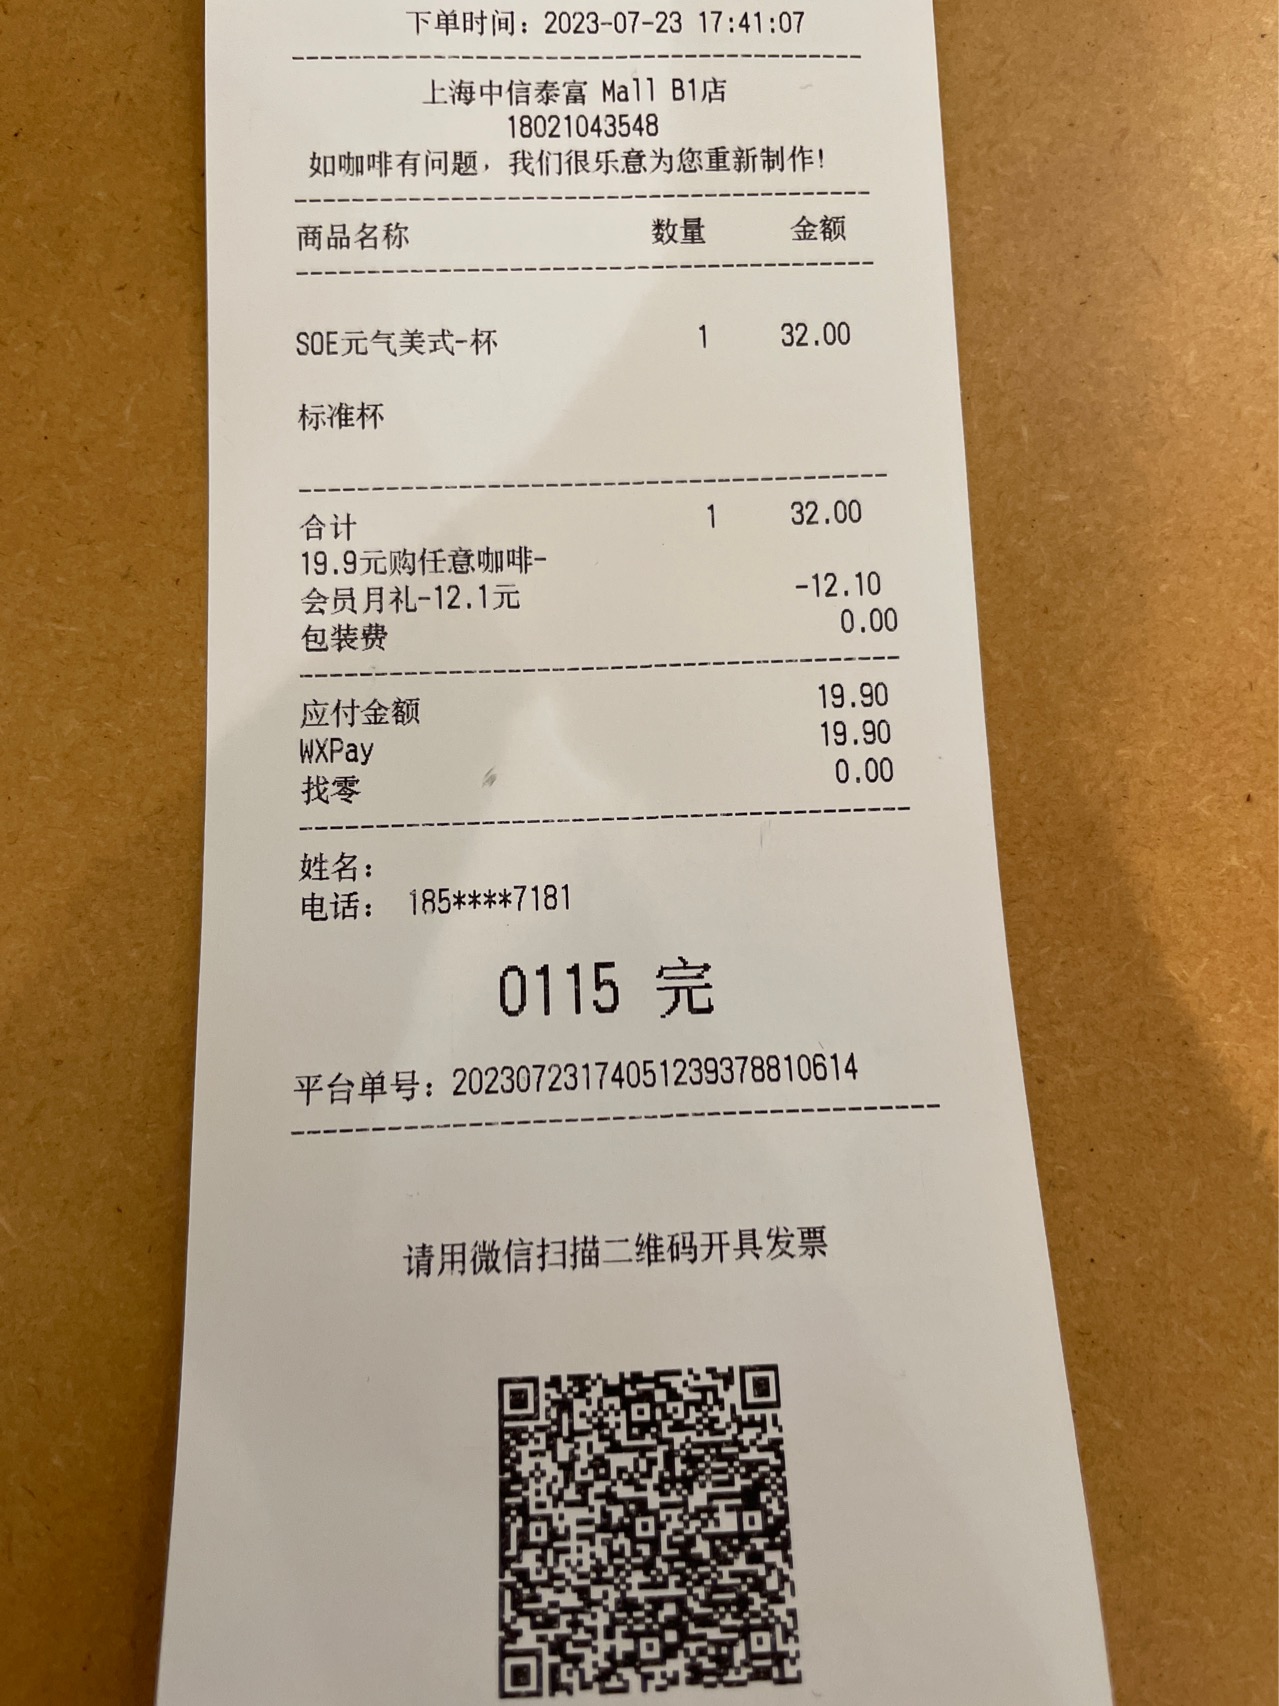 下单时间：2023-07-23 17:41:07
上海中信泰富 Mall B1店
18021043548
如咖啡有问题，我们很乐意为您重新制作！
商品名称 数量 金额
SOE元气美式-杯 1 32.00
标准杯
合计 1 32.00
19.9元购任意咖啡-
会员月礼-12.1元 -12.10
包装费 0.00
应付金额 19.90
WXPay 19.90
找零 0.00
姓名：
电话： 185****7181
0115 完
平台单号：2023072317405123937881​0614
请用微信扫描二维码开具发票